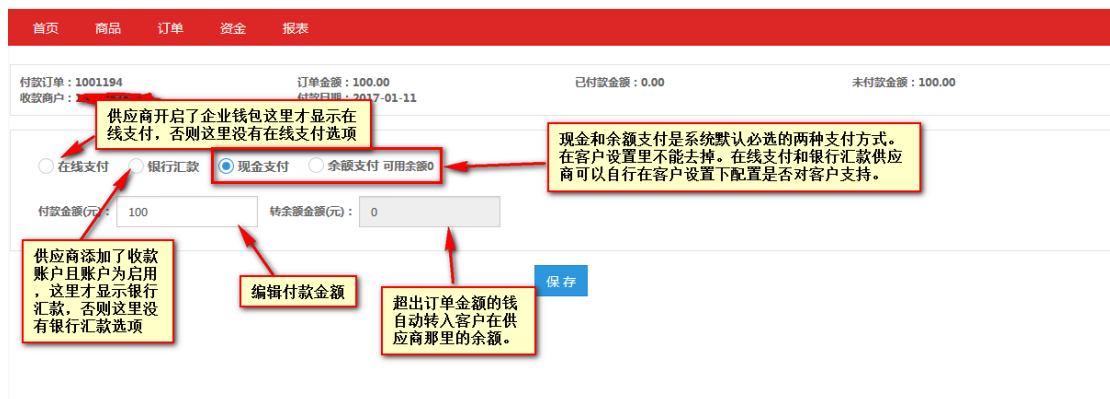 首页 商品 订单 资金 报表
付款订单：1001194 订单金额：100.00 已付款金额：0.00 未付款金额：100.00
收款商户： 付款日期：2017-01-11
供应商开启了企业钱包这里才显示在
线支付，否则这里没有在线支付选项
现金和余额支付是系统默认必选的两种支付方式。
在客户设置里不能去掉。在线支付和银行汇款供应
商可以自行在客户设置下配置是否对客户支持。
在线支付 银行汇款 现金支付 余额支付 可用余额0
付款金额(元)： 100 转余额金额(元)： 0
供应商添加了收款
账户且账户为启用
，这里才显示银行
汇款，否则这里没
有银行汇款选项
编辑付款金额
保存
超出订单金额的钱
自动转入客户在供
应商那里的余额。